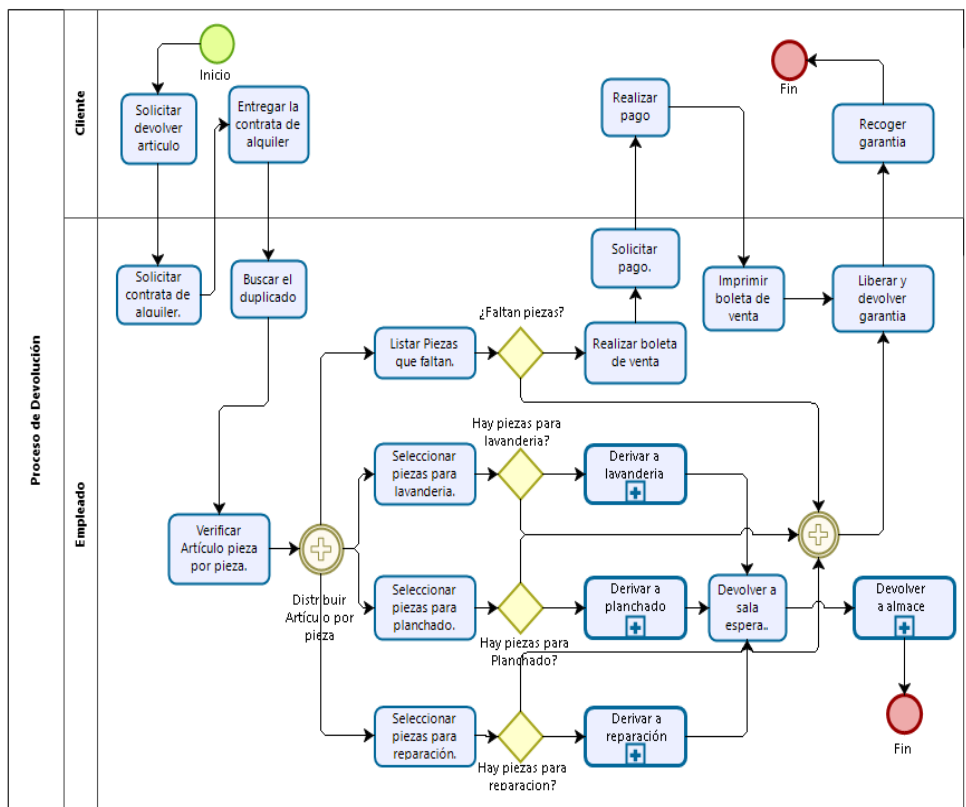 Proceso de Devolución
Cliente
Inicio
Solicitar
devolver
articulo
Entregar la
contrata de
alquiler
Realizar
pago
Fin
Recoger
garantia
Empleado
Solicitar
contrata de
alquiler.
Buscar el
duplicado
Solicitar
pago.
Imprimir
boleta de
venta
Liberar y
devolver
garantia
¿Faltan piezas?
Listar Piezas
que faltan.
Realizar boleta
de venta
Hay piezas para
lavanderia?
Seleccionar
piezas para
lavanderia.
Derivar a
lavanderia
Verificar
Artículo pieza
por pieza.
Distribuir
Artículo por
pieza
Seleccionar
piezas para
planchado.
Hay piezas para
Planchado?
Derivar a
planchado
Devolver a
sala
espera..
Devolver
a almace
Seleccionar
piezas para
reparación.
Hay piezas para
reparacion?
Derivar a
reparación
Fin